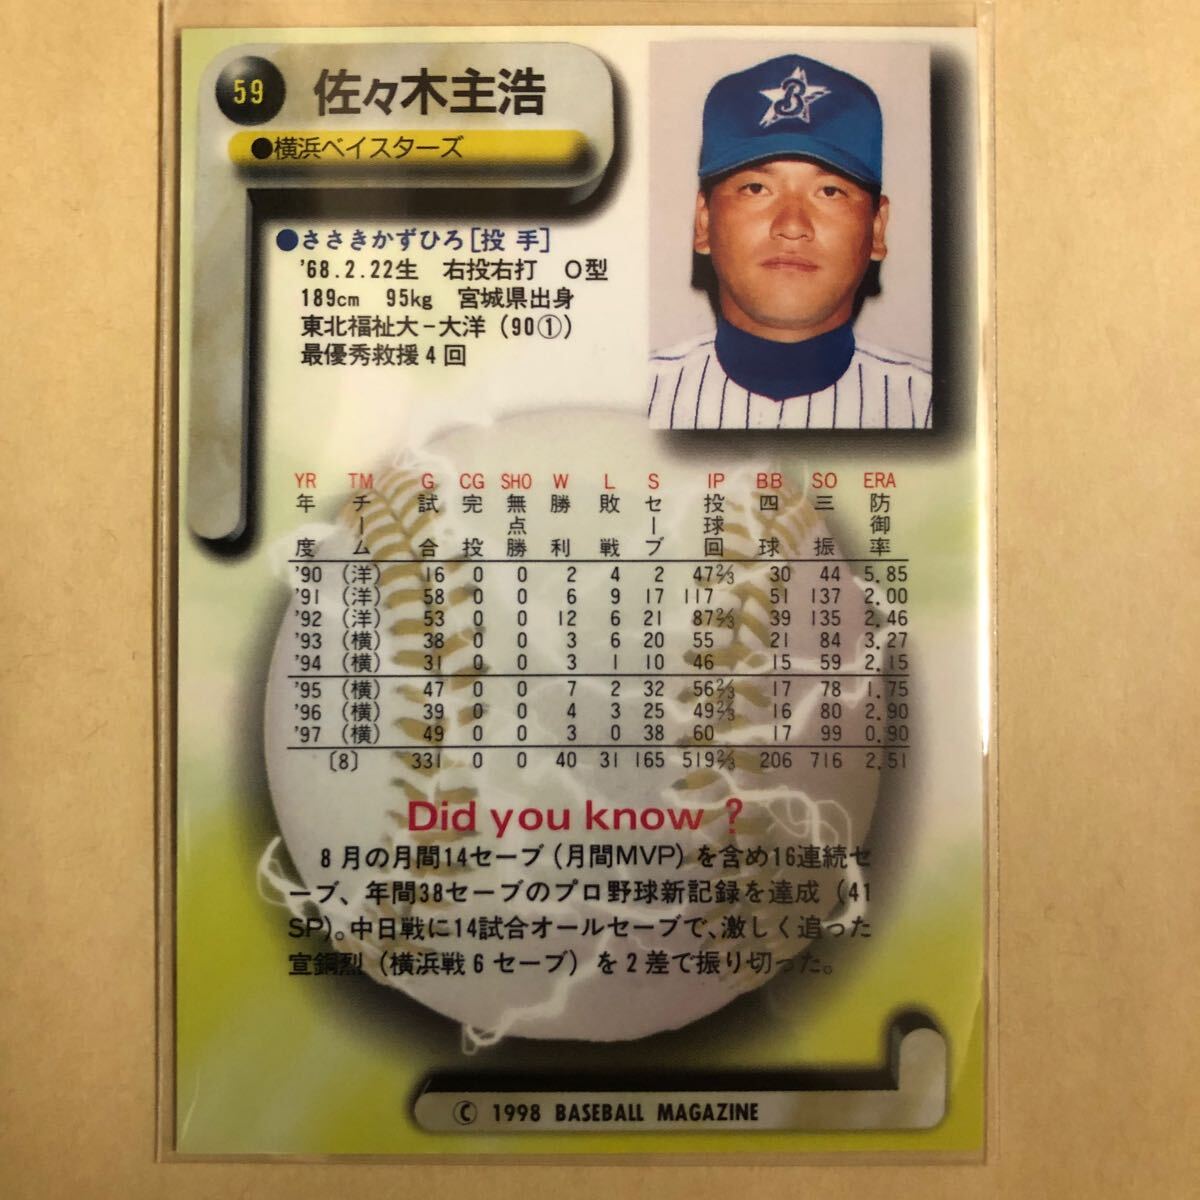 59 佐々木主浩
●横浜ベイスターズ
B
●ささきかずひろ[投手]
'68.2.22生 右投右打 O型
189cm 95kg 宮城県出身
東北福祉大－大洋(90①)
最優秀救援4回
YR TM G CG SHO W L S IP BB SO ERA
年度 チーム 試合 完投 無点勝 勝利 敗戦 セーブ 投球回 四球 三振 防御率
'90 (洋) 16 0 0 2 4 2 47⅔ 30 44 5.85
'91 (洋) 58 0 0 6 9 17 117 51 137 2.00
'92 (洋) 53 0 0 12 6 21 87⅔ 39 135 2.46
'93 (横) 38 0 0 3 6 20 55 21 84 3.27
'94 (横) 31 0 0 3 1 10 46 15 59 2.15
'95 (横) 47 0 0 7 2 32 56⅔ 17 78 1.75
'96 (横) 39 0 0 4 3 25 49⅔ 16 80 2.90
'97 (横) 49 0 0 3 0 38 60 17 99 0.90
[8] 331 0 0 40 31 165 519⅔ 206 716 2.51
Did you know ?
8月の月間14セーブ(月間MVP)を含め16連続セ
ーブ、年間38セーブのプロ野球新記録を達成(41
SP)。中日戦に14試合オールセーブで、激しく追った
宣銅烈(横浜戦6セーブ)を2差で振り切った。
© 1998 BASEBALL MAGAZINE